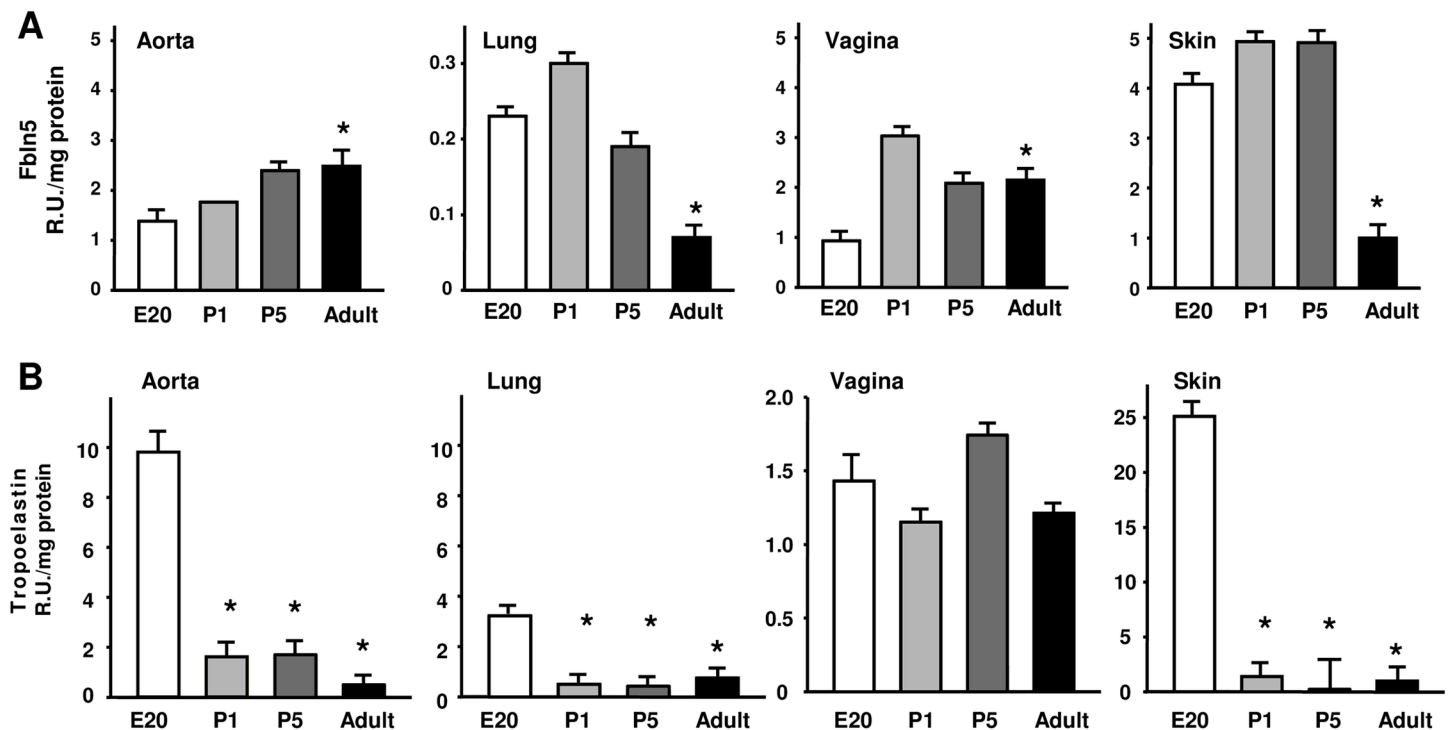 A
Aorta
Lung
Vagina
Skin
Fbln5
R.U./mg protein
5
4
3
2
1
0
E20 P1 P5 Adult
*
0.3
0.2
0.1
0
E20 P1 P5 Adult
*
5
4
3
2
1
0
E20 P1 P5 Adult
*
5
4
3
2
1
0
E20 P1 P5 Adult
*
B
Aorta
Lung
Vagina
Skin
Tropoelastin
R.U./mg protein
10
8
6
4
2
0
E20 P1 P5 Adult
* * *
10
8
6
4
2
0
E20 P1 P5 Adult
* * *
2.0
1.5
1.0
0.5
0
E20 P1 P5 Adult
25
20
15
10
5
0
E20 P1 P5 Adult
* * *